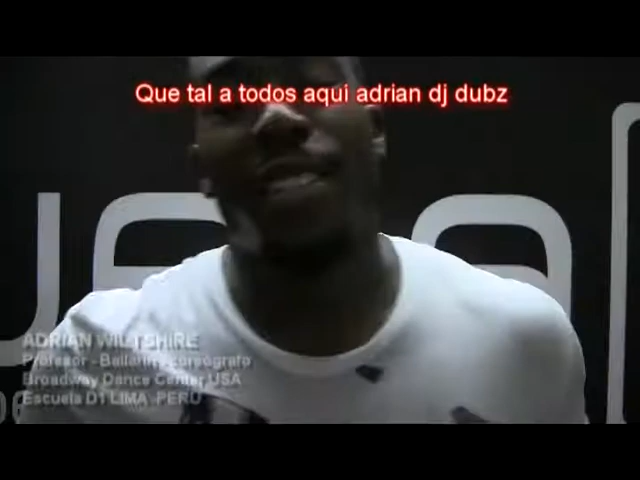 Que tal a todos aqui adrian dj dubz
ADRIAN WILTSHIRE
Profesor - Bailarin y coreógrafo
Broadway Dance Center USA
Escuela D1 LIMA PERU